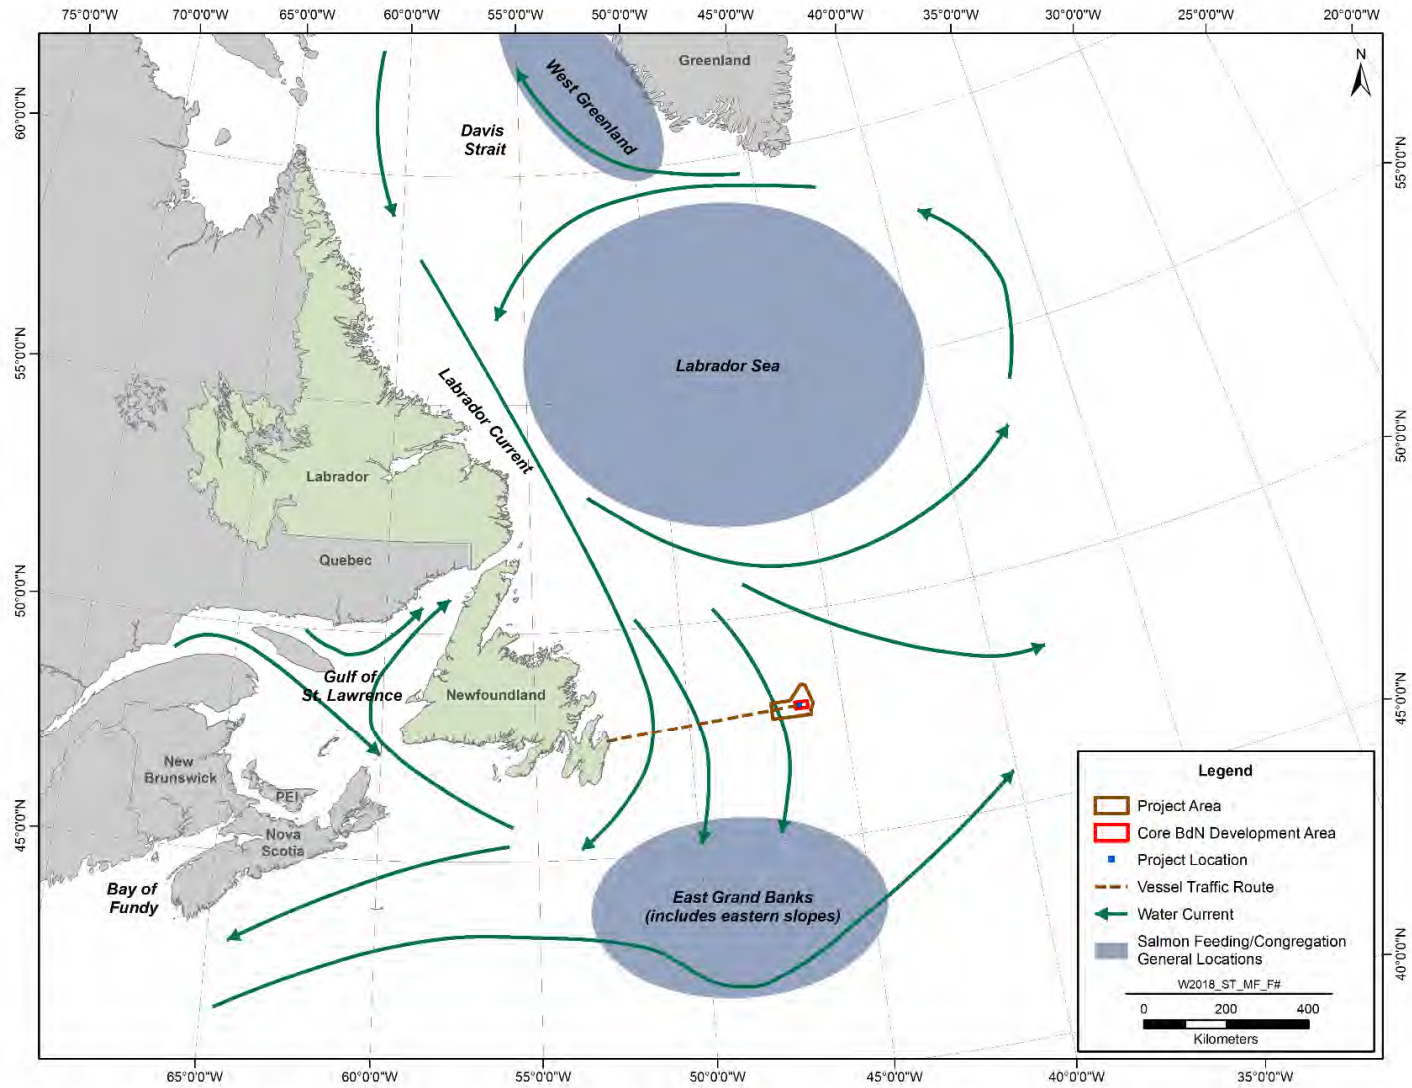 75°0'0"W 70°0'0"W 65°0'0"W 60°0'0"W 55°0'0"W 50°0'0"W 45°0'0"W 40°0'0"W 35°0'0"W 30°0'0"W 25°0'0"W 20°0'0"W
60°0'0"N
55°0'0"N
50°0'0"N
45°0'0"N
55°0'0"N
50°0'0"N
45°0'0"N
40°0'0"N
N
Greenland
West Greenland
Davis
Strait
Labrador Sea
Labrador Current
Labrador
Quebec
Gulf of
St. Lawrence
Newfoundland
New
Brunswick
PEI
Nova
Scotia
Bay of
Fundy
East Grand Banks
(includes eastern slopes)
Legend
Project Area
Core BdN Development Area
Project Location
Vessel Traffic Route
Water Current
Salmon Feeding/Congregation
General Locations
W2018_ST_MF_F#
0 200 400
Kilometers
65°0'0"W 60°0'0"W 55°0'0"W 50°0'0"W 45°0'0"W 40°0'0"W 35°0'0"W